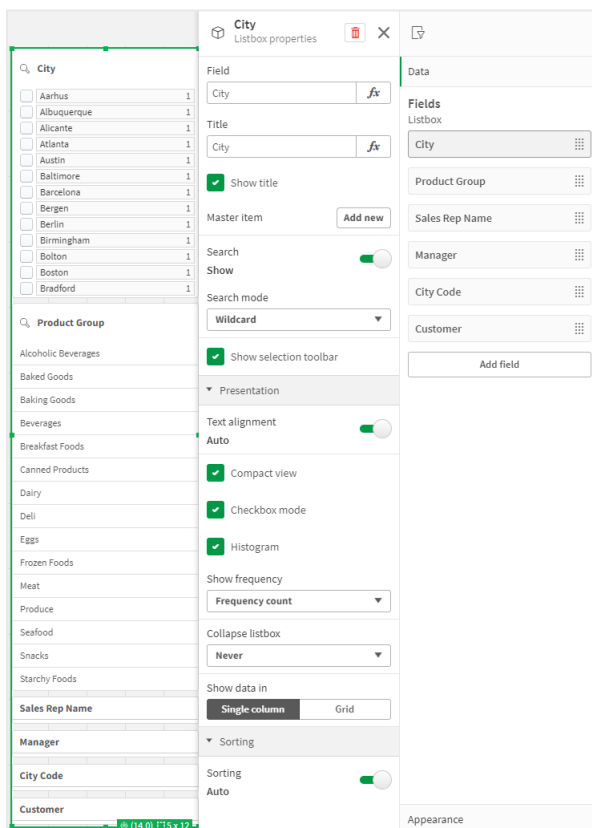 City
Aarhus 1
Albuquerque 1
Alicante 1
Atlanta 1
Austin 1
Baltimore 1
Barcelona 1
Bergen 1
Berlin 1
Birmingham 1
Bolton 1
Boston 1
Bradford 1
Product Group
Alcoholic Beverages
Baked Goods
Baking Goods
Beverages
Breakfast Foods
Canned Products
Dairy
Deli
Eggs
Frozen Foods
Meat
Produce
Seafood
Snacks
Starchy Foods
Sales Rep Name
Manager
City Code
Customer
(14,0) 15 x 12
City
Listbox properties
Field
City fx
Title
City fx
Show title
Master item Add new
Search
Show
Search mode
Wildcard
Show selection toolbar
Presentation
Text alignment
Auto
Compact view
Checkbox mode
Histogram
Show frequency
Frequency count
Collapse listbox
Never
Show data in
Single column Grid
Sorting
Sorting
Auto
Data
Fields
Listbox
City
Product Group
Sales Rep Name
Manager
City Code
Customer
Add field
Appearance